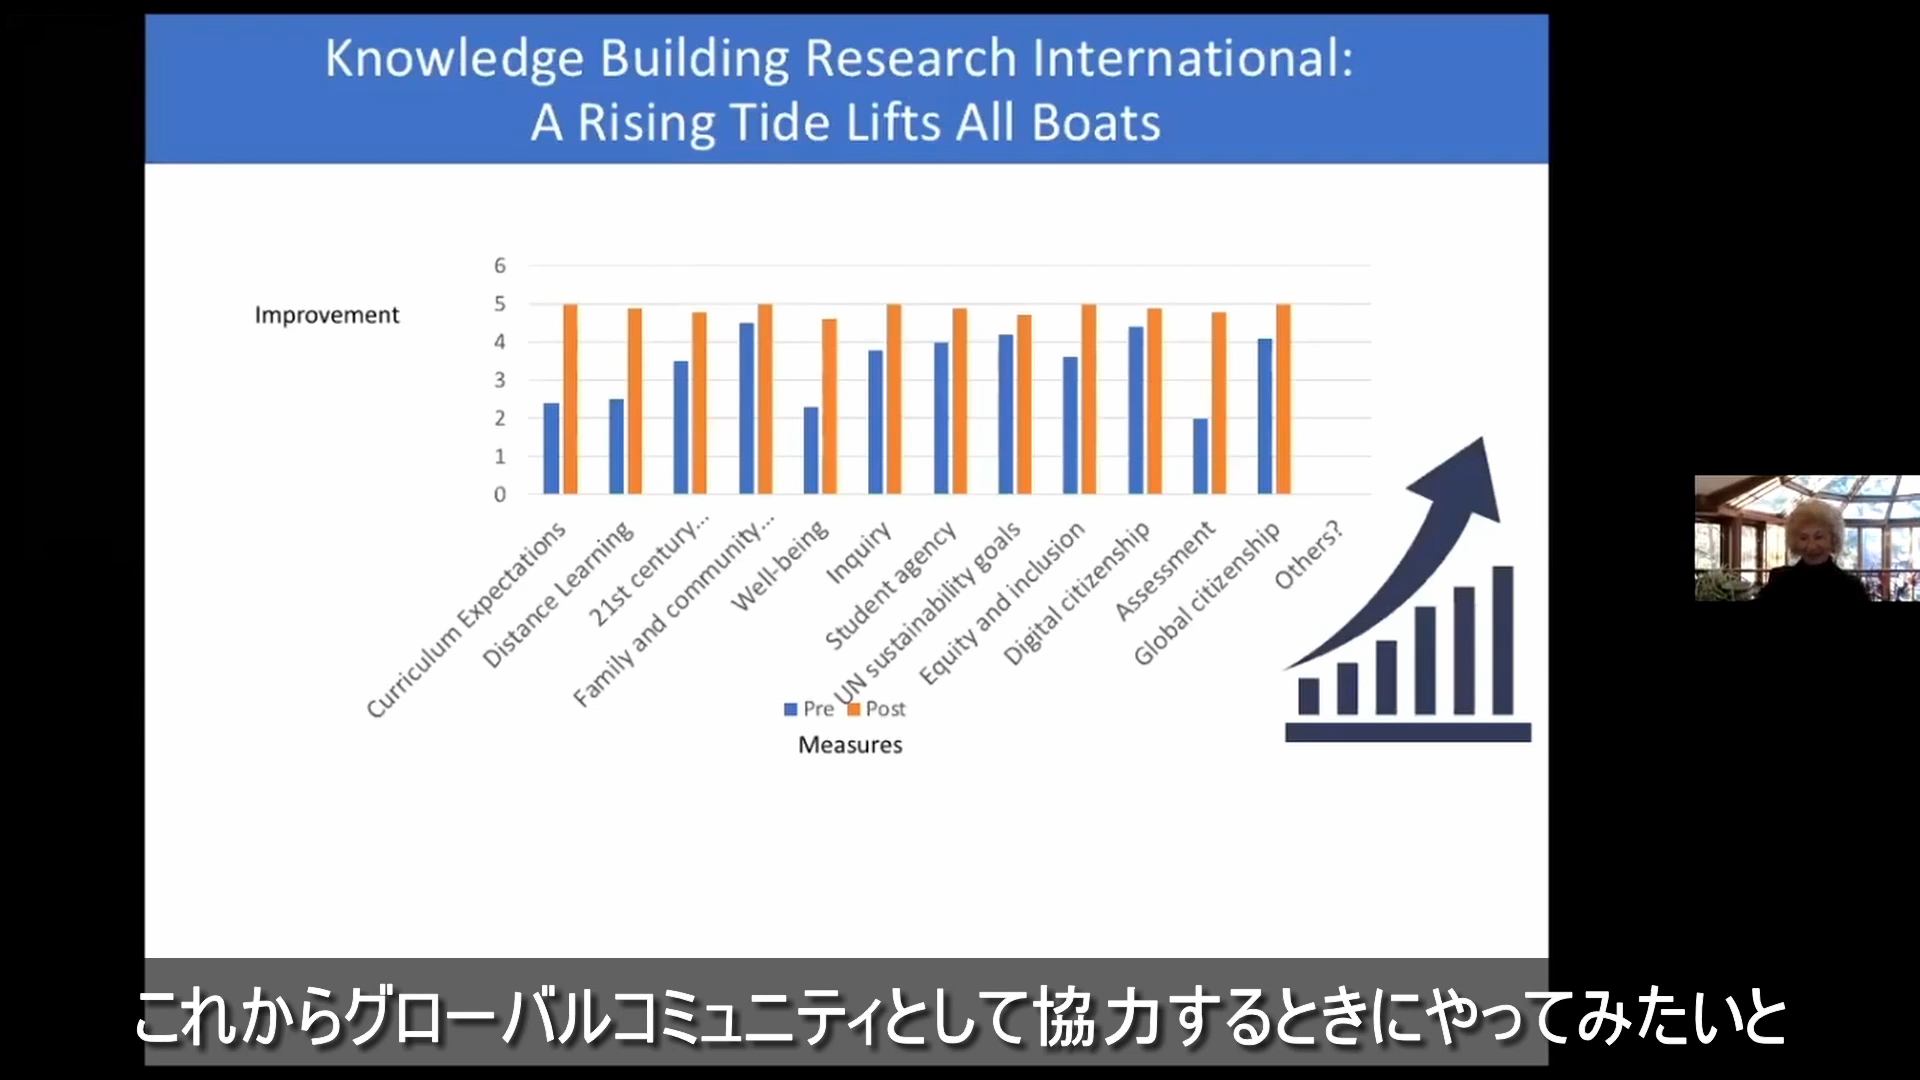 Knowledge Building Research International:
A Rising Tide Lifts All Boats
Improvement
6
5
4
3
2
1
0
Curriculum Expectations
Distance Learning
21st century...
Family and community...
Well-being
Inquiry
Student agency
UN sustainability goals
Equity and inclusion
Digital citizenship
Assessment
Global citizenship
Others?
Pre Post
Measures
これからグローバルコミュニティとして協力するときにやってみたいと